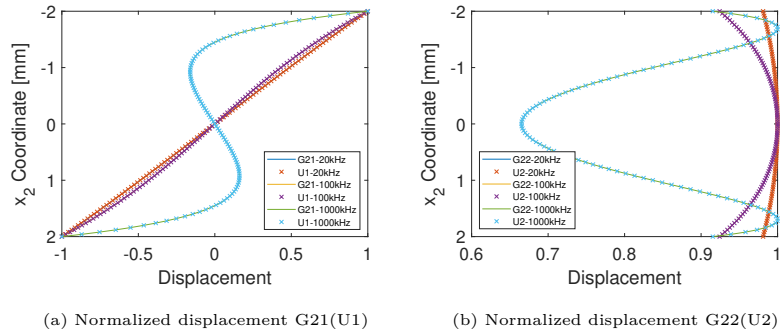 -2
-1
0
1
2
x2 Coordinate [mm]
-1
-0.5
0
0.5
1
Displacement
G21-20kHz
U1-20kHz
G21-100kHz
U1-100kHz
G21-1000kHz
U1-1000kHz
(a) Normalized displacement G21(U1)
-2
-1
0
1
2
x2 Coordinate [mm]
0.6
0.7
0.8
0.9
1
Displacement
G22-20kHz
U2-20kHz
G22-100kHz
U2-100kHz
G22-1000kHz
U2-1000kHz
(b) Normalized displacement G22(U2)